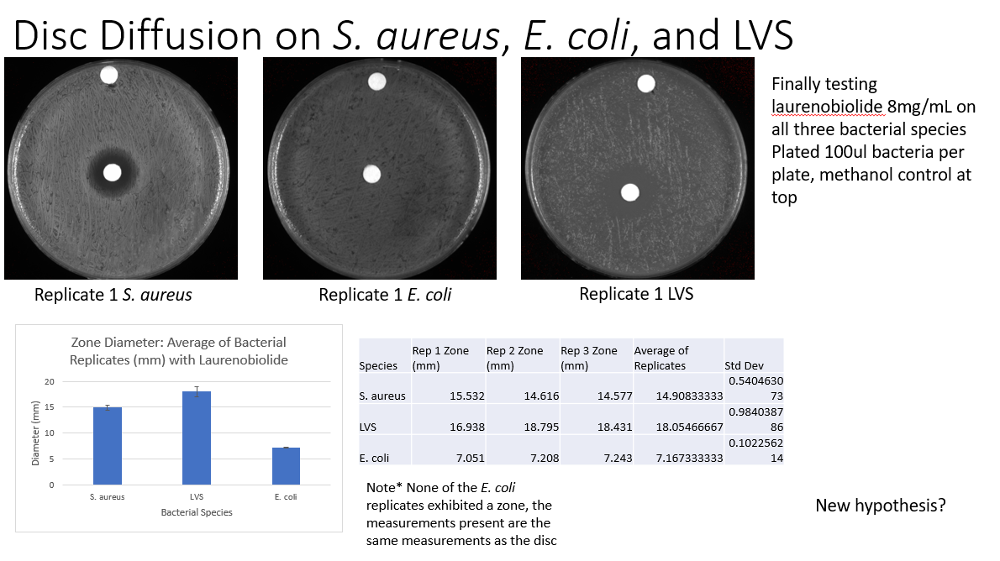 Disc Diffusion on S. aureus, E. coli, and LVS
Finally testing
laurenobiolide 8mg/mL on
all three bacterial species
Plated 100ul bacteria per
plate, methanol control at
top
Replicate 1 S. aureus
Replicate 1 E. coli
Replicate 1 LVS
Zone Diameter: Average of Bacterial
Replicates (mm) with Laurenobiolide
Diameter (mm)
20
15
10
5
0
S. aureus LVS E. coli
Bacterial Species
Species Rep 1 Zone (mm) Rep 2 Zone (mm) Rep 3 Zone (mm) Average of Replicates Std Dev
S. aureus 15.532 14.616 14.577 14.90833333 0.540463073
LVS 16.938 18.795 18.431 18.05466667 0.984038786
E. coli 7.051 7.208 7.243 7.167333333 0.102256214
Note* None of the E. coli
replicates exhibited a zone, the
measurements present are the
same measurements as the disc
New hypothesis?